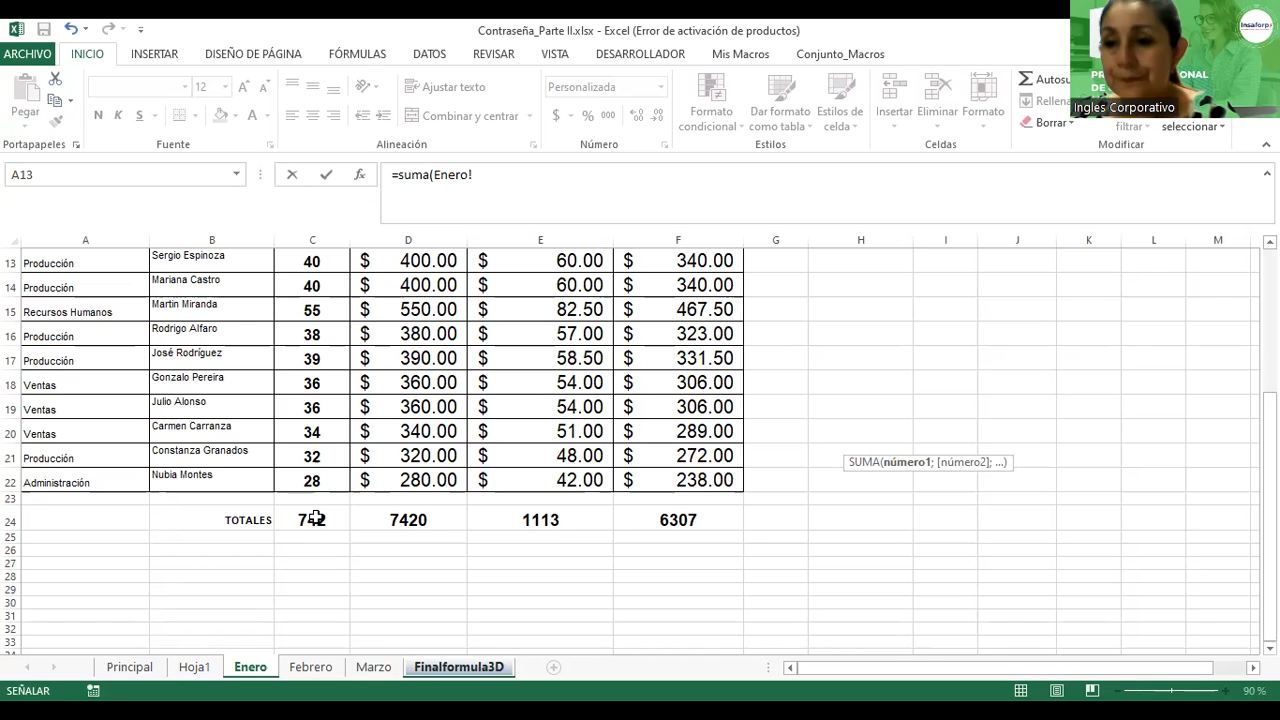 Contraseña_Parte II.xlsx - Excel (Error de activación de productos)
ARCHIVO INICIO INSERTAR DISEÑO DE PÁGINA FÓRMULAS DATOS REVISAR VISTA DESARROLLADOR Mis Macros Conjunto_Macros
Insaforp
Ingles Corporativo
Pegar
12
N K S
Ajustar texto
Combinar y centrar
Personalizada
$ % 000
Formato condicional
Dar formato como tabla
Estilos de celda
Insertar
Eliminar
Formato
Rellena
Borrar
filtrar
seleccionar
Portapapeles Fuente Alineación Número Estilos Celdas Modificar
A13
fx
=suma(Enero!
A B C D E F G H I J K L M
13 Producción Sergio Espinoza 40 $ 400.00 $ 60.00 $ 340.00
14 Producción Mariana Castro 40 $ 400.00 $ 60.00 $ 340.00
15 Recursos Humanos Martin Miranda 55 $ 550.00 $ 82.50 $ 467.50
16 Producción Rodrigo Alfaro 38 $ 380.00 $ 57.00 $ 323.00
17 Producción José Rodríguez 39 $ 390.00 $ 58.50 $ 331.50
18 Ventas Gonzalo Pereira 36 $ 360.00 $ 54.00 $ 306.00
19 Ventas Julio Alonso 36 $ 360.00 $ 54.00 $ 306.00
20 Ventas Carmen Carranza 34 $ 340.00 $ 51.00 $ 289.00
21 Producción Constanza Granados 32 $ 320.00 $ 48.00 $ 272.00
SUMA(número1; [número2]; ...)
22 Administración Nubia Montes 28 $ 280.00 $ 42.00 $ 238.00
23
24 TOTALES 742 7420 1113 6307
25
26
27
28
29
30
31
32
33
Principal Hoja1 Enero Febrero Marzo Finalformula3D
SEÑALAR
90 %